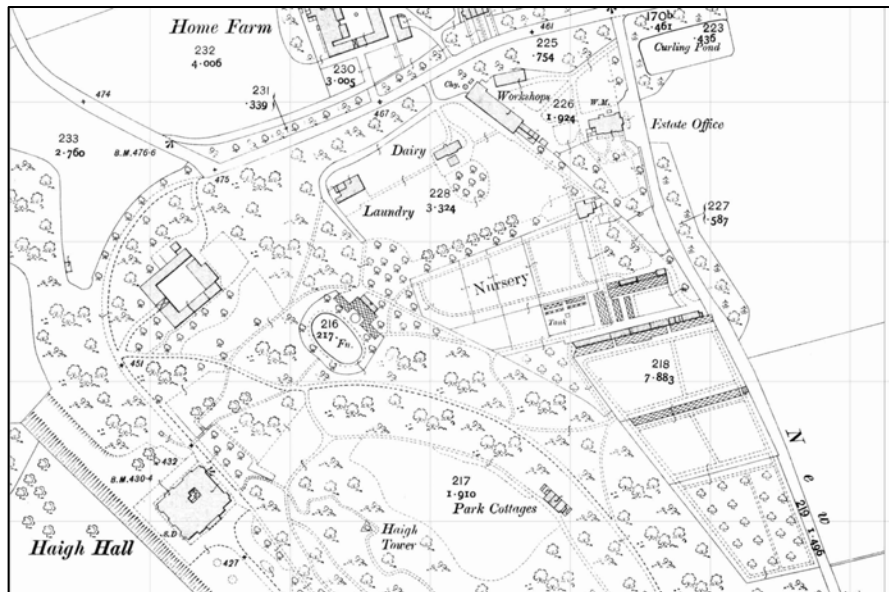 Home Farm
232
4·006
230
3·005
231
·339
461
225
·754
170b
·461
223
·436
Curling Pond
474
467
Chy.
Workshops
226
1·924
W.M.
Estate Office
233
2·760
B.M.476·6
475
Dairy
228
3·324
Laundry
227
·587
Nursery
Tank
216
·217
Fn.
218
7·883
451
432
B.M.430·4
S.D
Haigh Hall
427
Haigh
Tower
217
1·910
Park Cottages
New
219
1·496